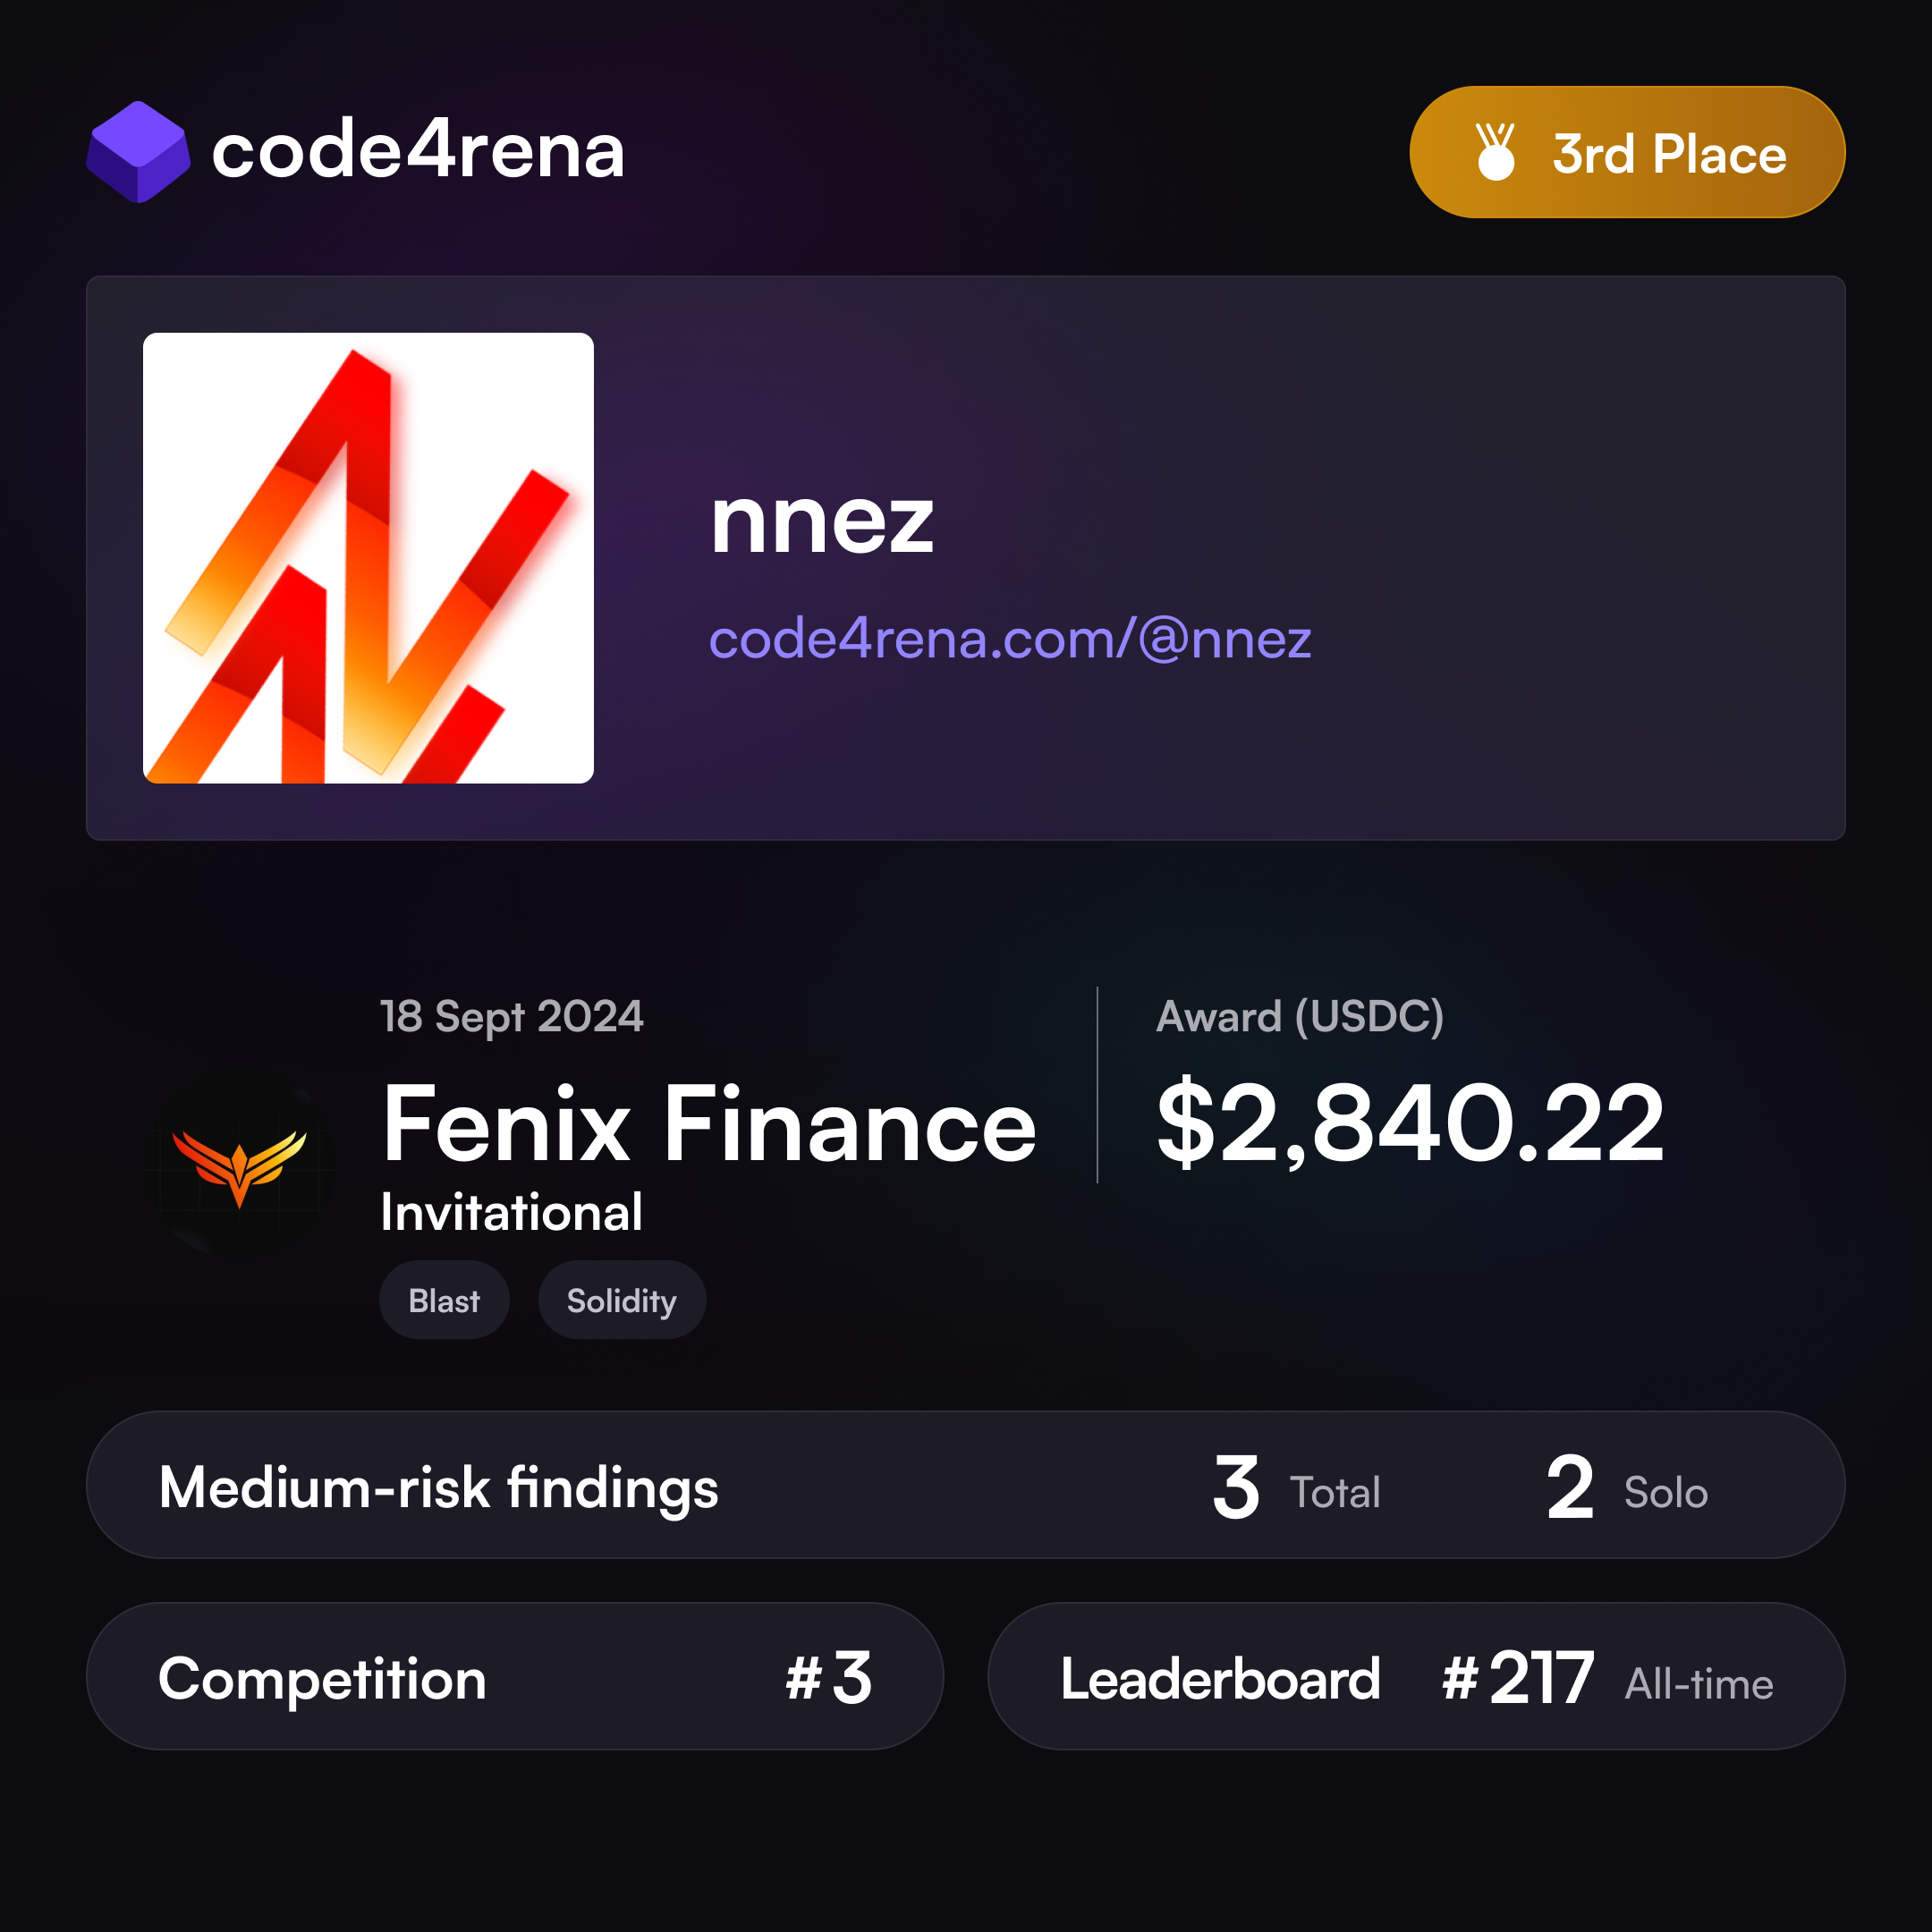 code4rena
3rd Place
nnez
code4rena.com/@nnez
18 Sept 2024
Fenix Finance
Invitational
Blast
Solidity
Award (USDC)
$2,840.22
Medium-risk findings
3 Total
2 Solo
Competition
#3
Leaderboard
#217 All-time